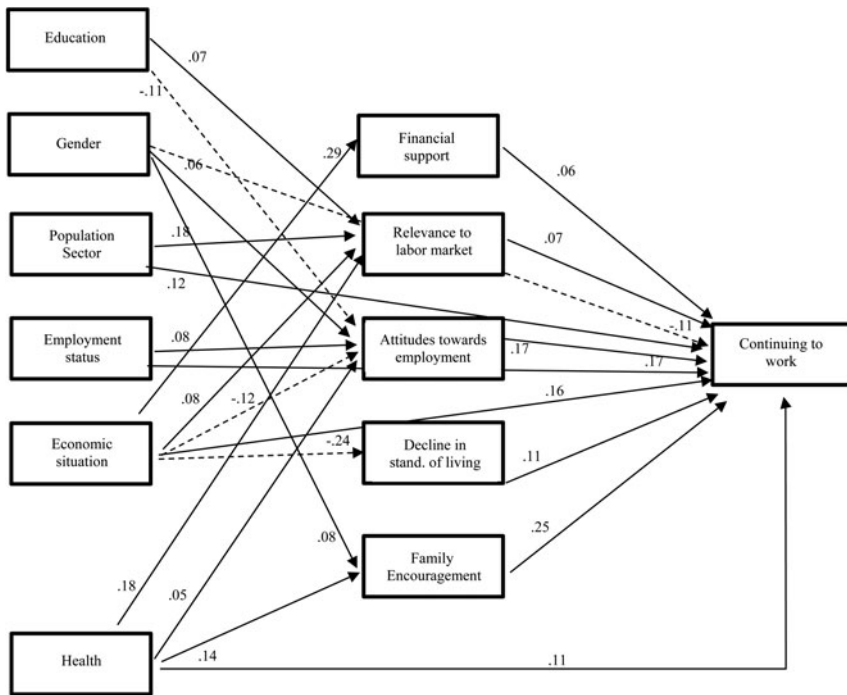 Education
.07
-.11
Gender
.06
.29
Financial
support
.06
Population
Sector
.18
Relevance to
labor market
.07
.12
-.11
Employment
status
.08
Attitudes towards
employment
.17
.17
Continuing to
work
.08
-.12
.16
Economic
situation
-.24
Decline in
stand. of living
.11
.08
.25
Family
Encouragement
.18
.05
Health
.14
.11